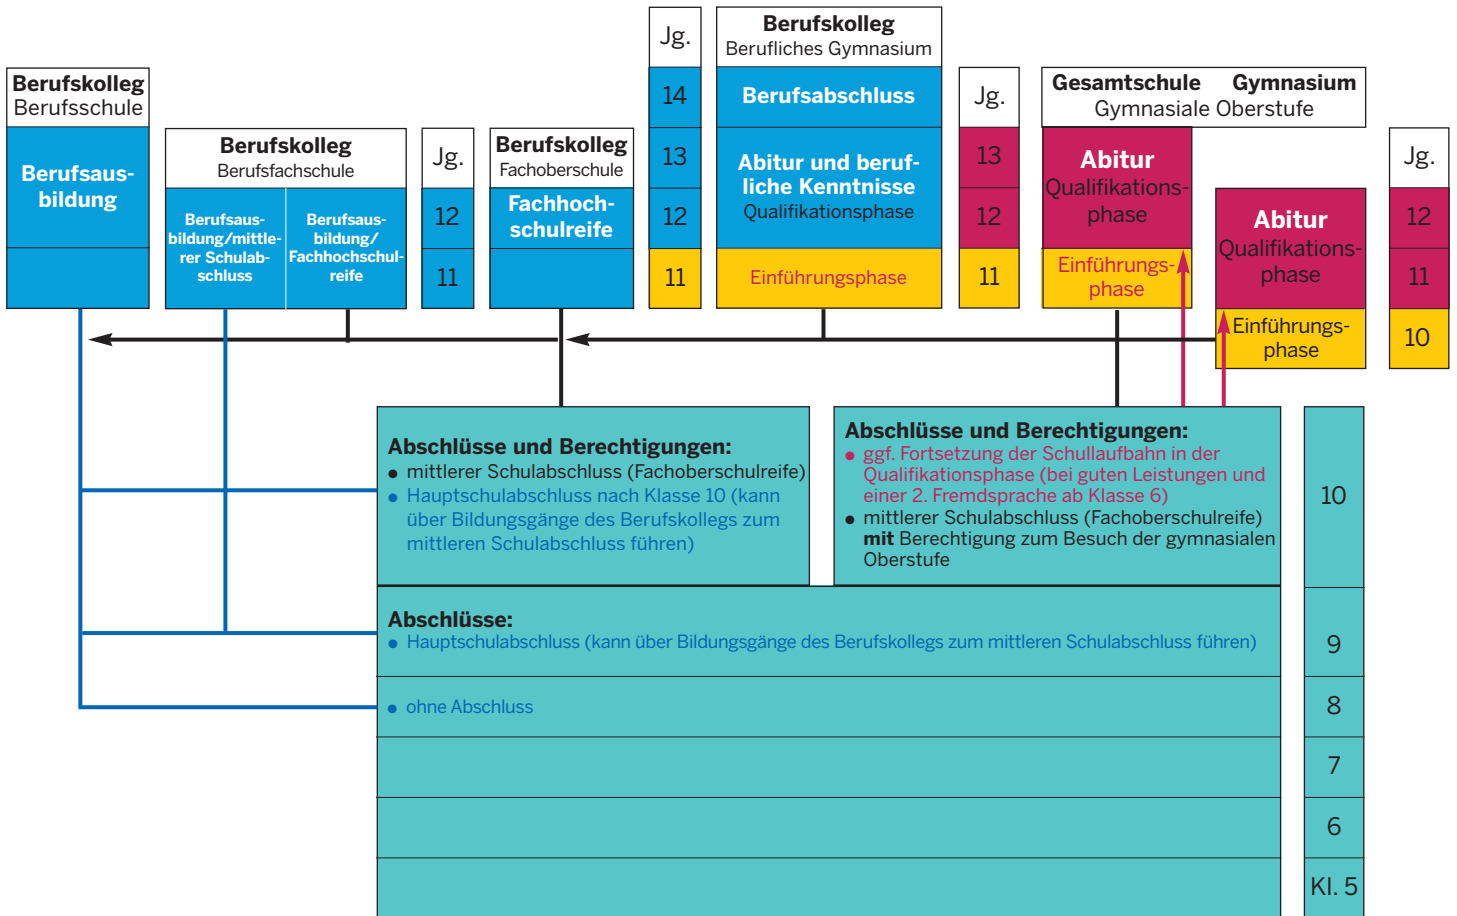 Berufskolleg
Berufsschule
Berufsaus-
bildung
Berufskolleg
Berufsfachschule
Berufsaus-
bildung/mittle-
rer Schulab-
schluss
Berufsaus-
bildung/
Fachhochschul-
reife
Jg.
12
11
Berufskolleg
Fachoberschule
Fachhoch-
schulreife
Jg.
14
13
12
11
Berufskolleg
Berufliches Gymnasium
Berufsabschluss
Abitur und beruf-
liche Kenntnisse
Qualifikationsphase
Einführungsphase
Jg.
13
12
11
Gesamtschule Gymnasium
Gymnasiale Oberstufe
Abitur
Qualifikations-
phase
Einführungs-
phase
Abitur
Qualifikations-
phase
Einführungs-
phase
Jg.
12
11
10
Abschlüsse und Berechtigungen:
• mittlerer Schulabschluss (Fachoberschulreife)
• Hauptschulabschluss nach Klasse 10 (kann
über Bildungsgänge des Berufskollegs zum
mittleren Schulabschluss führen)
Abschlüsse und Berechtigungen:
• ggf. Fortsetzung der Schullaufbahn in der
Qualifikationsphase (bei guten Leistungen und
einer 2. Fremdsprache ab Klasse 6)
• mittlerer Schulabschluss (Fachoberschulreife)
mit Berechtigung zum Besuch der gymnasialen
Oberstufe
10
Abschlüsse:
• Hauptschulabschluss (kann über Bildungsgänge des Berufskollegs zum mittleren Schulabschluss führen)
9
• ohne Abschluss
8
7
6
Kl. 5